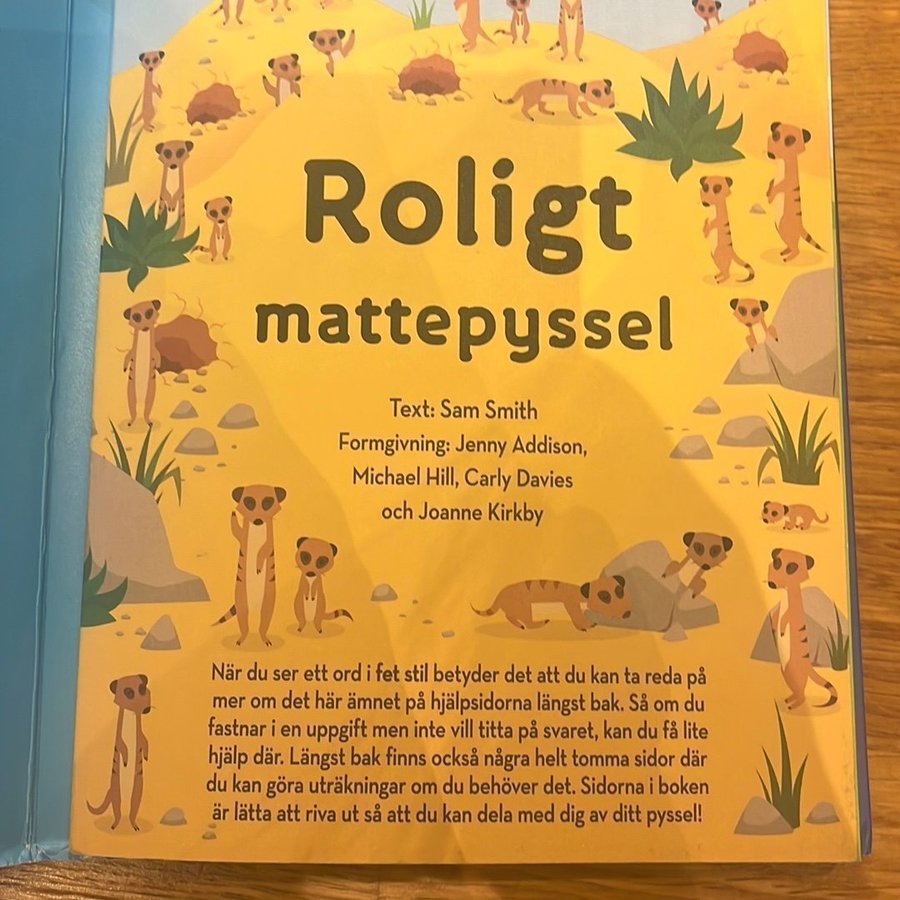 Roligt
mattepyssel
Text: Sam Smith
Formgivning: Jenny Addison,
Michael Hill, Carly Davies
och Joanne Kirkby
När du ser ett ord i fet stil betyder det att du kan ta reda på
mer om det här ämnet på hjälpsidorna längst bak. Så om du
fastnar i en uppgift men inte vill titta på svaret, kan du få lite
hjälp där. Längst bak finns också några helt tomma sidor där
du kan göra uträkningar om du behöver det. Sidorna i boken
är lätta att riva ut så att du kan dela med dig av ditt pyssel!